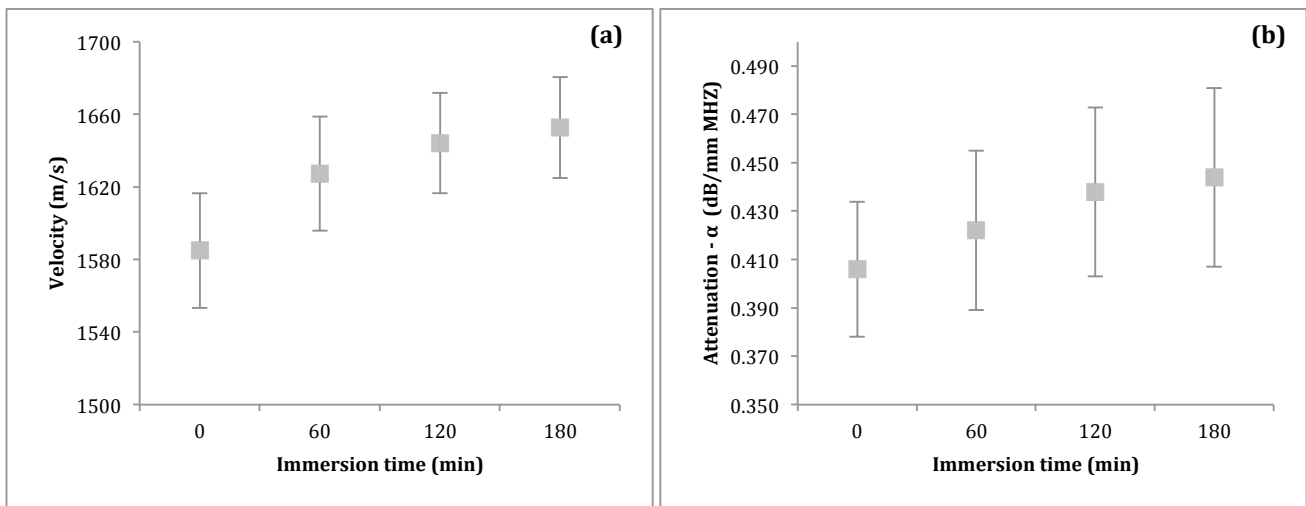 (a)
1700
1660
1620
1580
1540
1500
Velocity (m/s)
0 60 120 180
Immersion time (min)
(b)
0.490
0.470
0.450
0.430
0.410
0.390
0.370
0.350
Attenuation - α (dB/mm MHZ)
0 60 120 180
Immersion time (min)